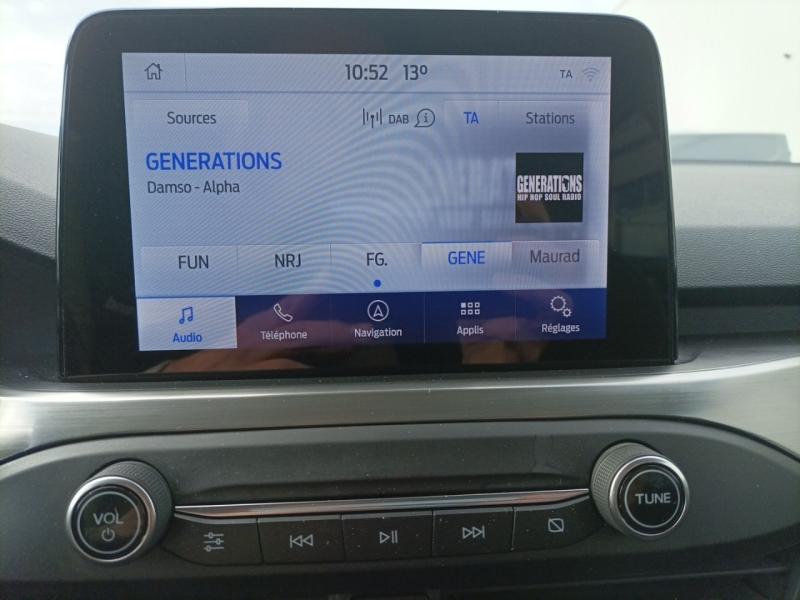 10:52 13° TA
Sources DAB TA Stations
GENERATIONS
Damso - Alpha
GENERATIONS
HIP HOP SOUL RADIO
FUN NRJ FG. GENE Maurad
Audio Téléphone Navigation Applis Réglages
VOL
TUNE